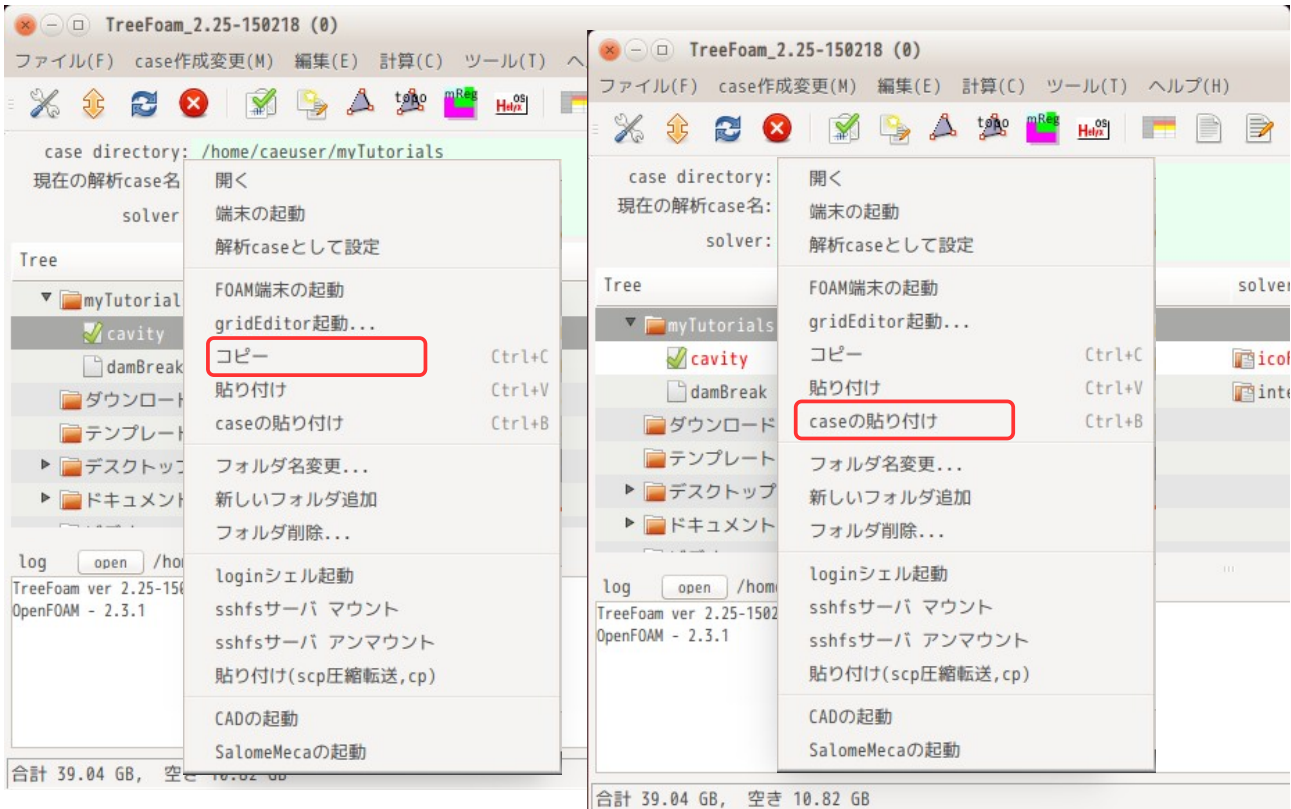 TreeFoam_2.25-150218 (0)
ファイル(F) case作成変更(M) 編集(E) 計算(C) ツール(T) ヘ
topo mReg Helyx OS
case directory: /home/caeuser/myTutorials
現在の解析case名
solver
Tree
myTutorial
cavity
damBreak
ダウンロード
テンプレート
デスクトップ
ドキュメント
開く
端末の起動
解析caseとして設定
FOAM端末の起動
gridEditor起動...
コピー Ctrl+C
貼り付け Ctrl+V
caseの貼り付け Ctrl+B
フォルダ名変更...
新しいフォルダ追加
フォルダ削除...
loginシェル起動
sshfsサーバ マウント
sshfsサーバ アンマウント
貼り付け(scp圧縮転送,cp)
CADの起動
SalomeMecaの起動
log open /ho
TreeFoam ver 2.25-150
OpenFOAM - 2.3.1
合計 39.04 GB, 空き 10.82 GB
TreeFoam_2.25-150218 (0)
ファイル(F) case作成変更(M) 編集(E) 計算(C) ツール(T) ヘルプ(H)
topo mReg Helyx OS
case directory:
現在の解析case名:
solver:
Tree solver
myTutorials
cavity icoF
damBreak inte
ダウンロード
テンプレート
デスクトップ
ドキュメント
開く
端末の起動
解析caseとして設定
FOAM端末の起動
gridEditor起動...
コピー Ctrl+C
貼り付け Ctrl+V
caseの貼り付け Ctrl+B
フォルダ名変更...
新しいフォルダ追加
フォルダ削除...
loginシェル起動
sshfsサーバ マウント
sshfsサーバ アンマウント
貼り付け(scp圧縮転送,cp)
CADの起動
SalomeMecaの起動
log open /hom
TreeFoam ver 2.25-1502
OpenFOAM - 2.3.1
合計 39.04 GB, 空き 10.82 GB